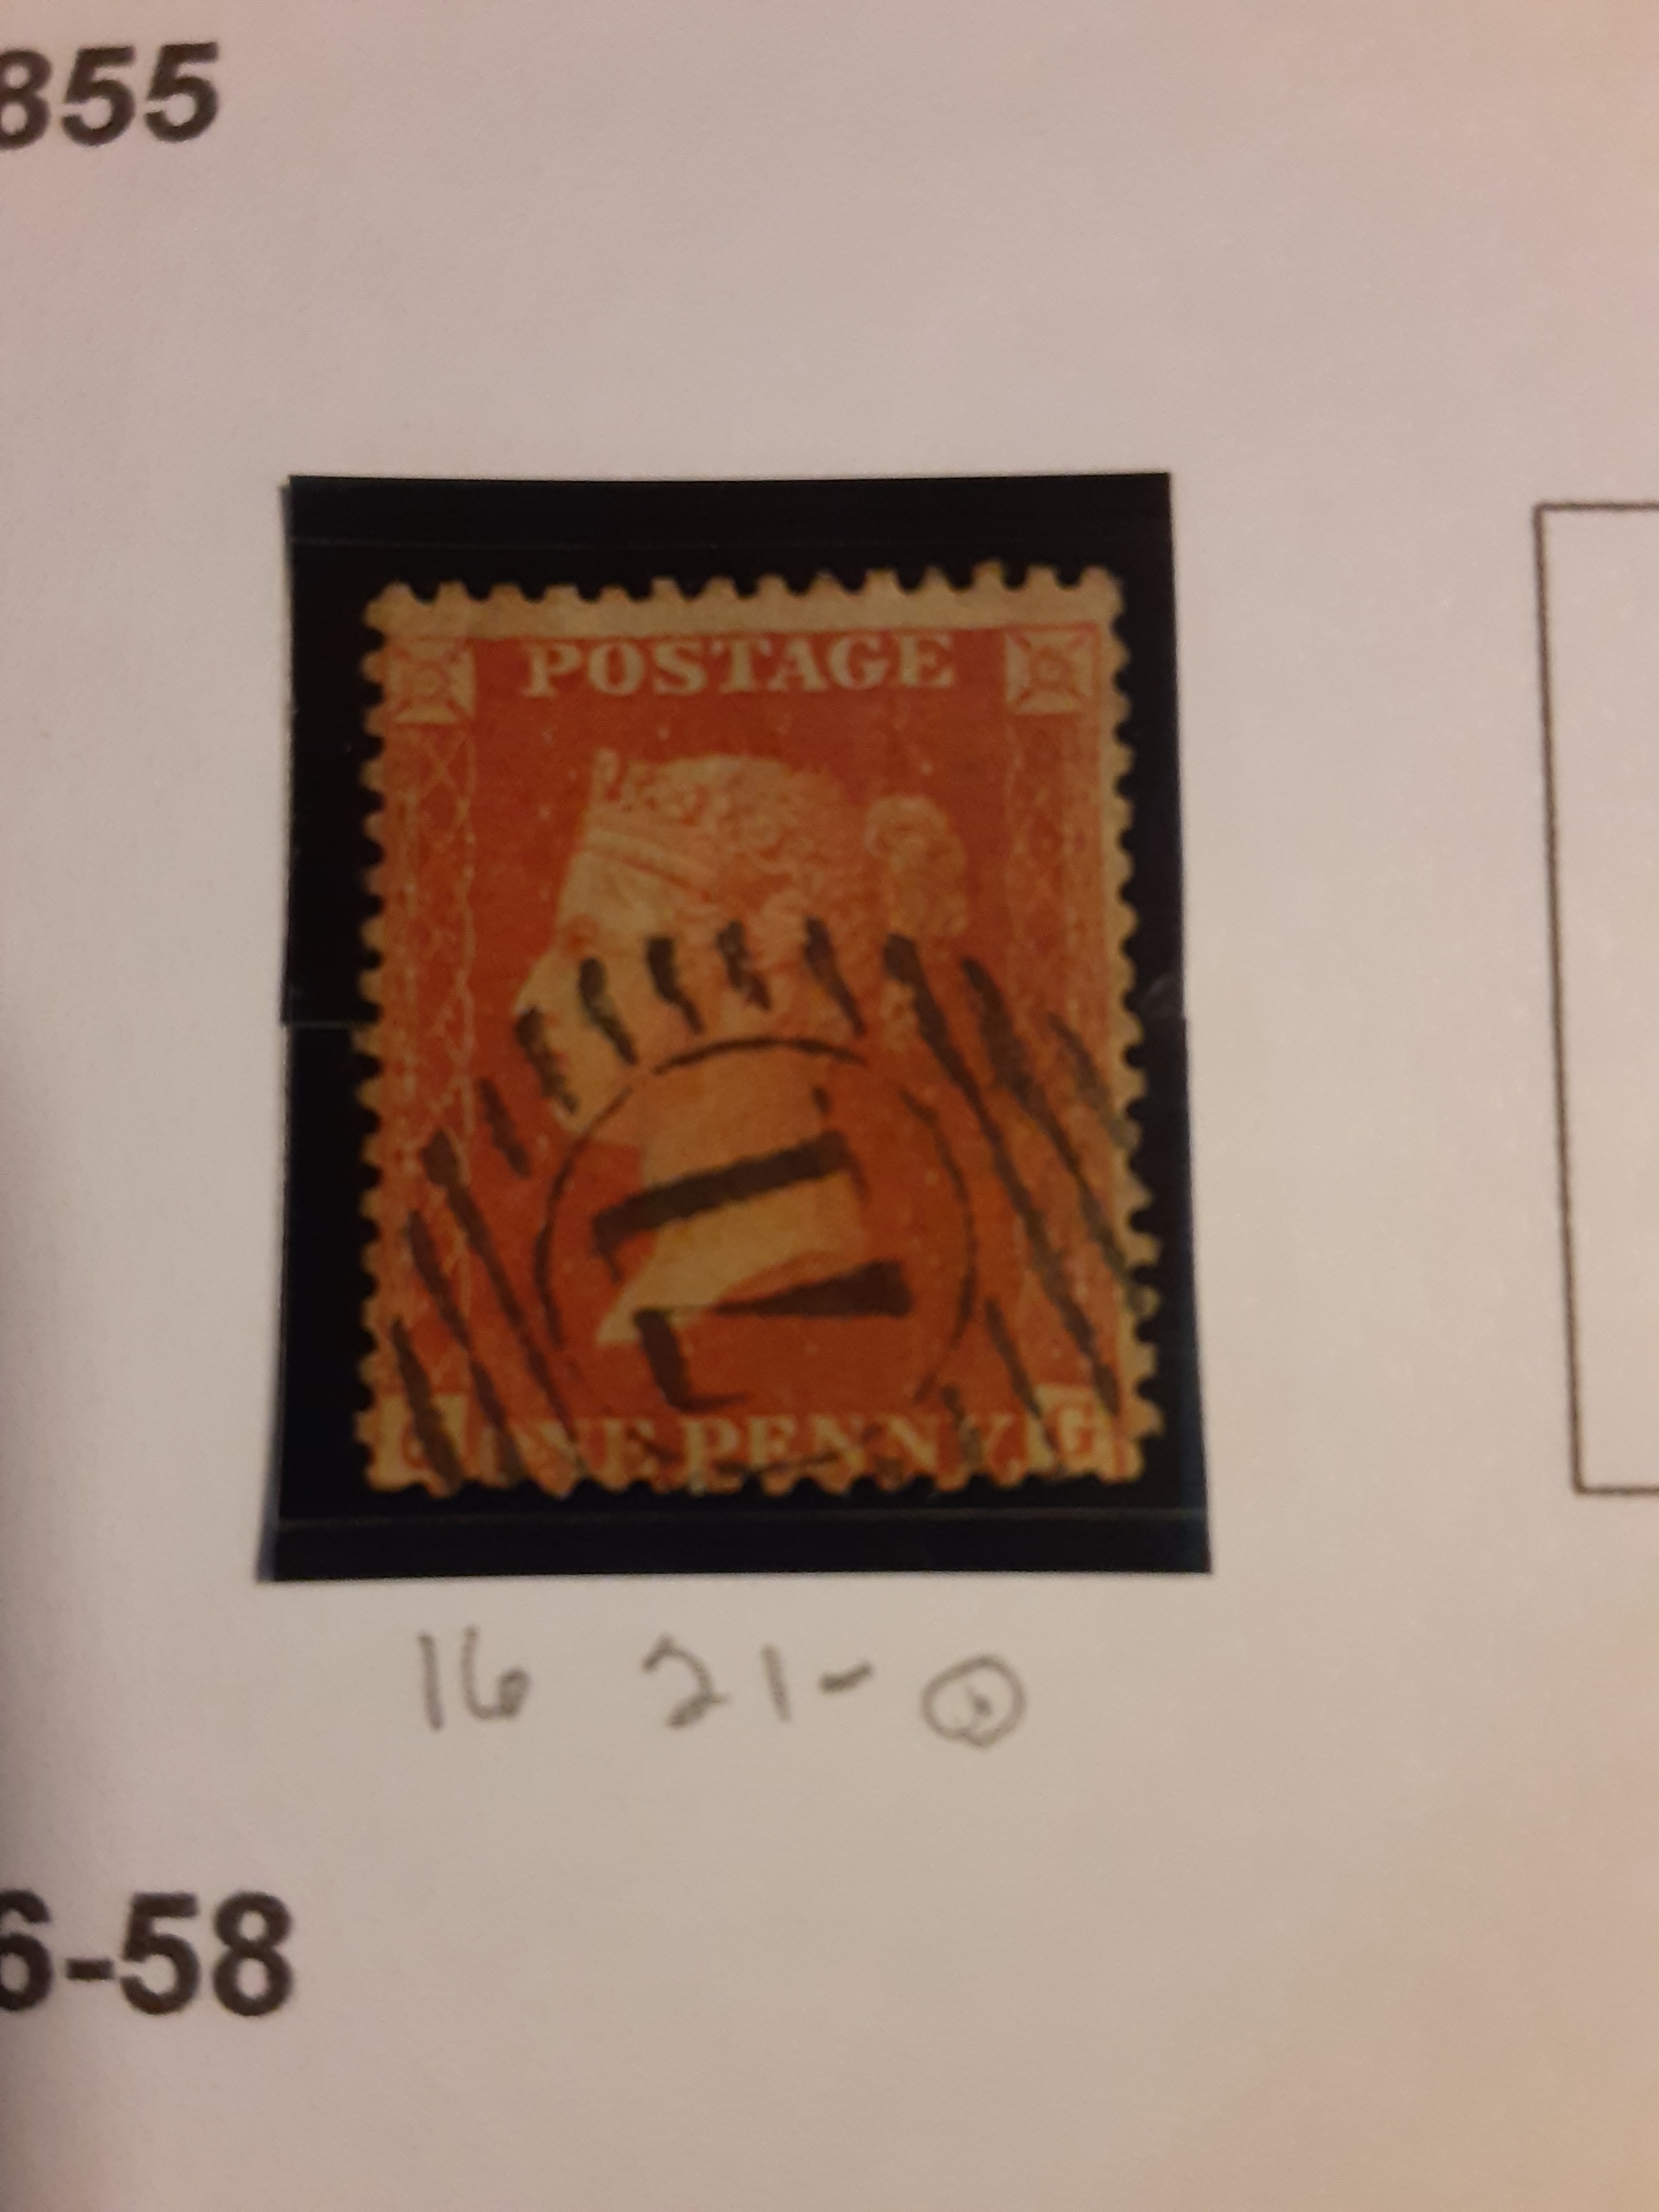 855
POSTAGE
ONE PENNY.
G
16 21-
6-58